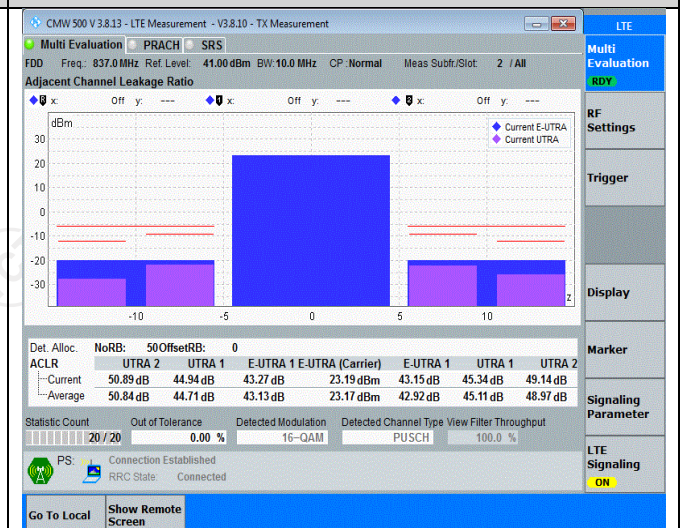 CMW 500 V 3.8.13 - LTE Measurement - V3.8.10 - TX Measurement
LTE
Multi Evaluation PRACH SRS
Multi Evaluation
RDY
FDD Freq.: 837.0 MHz Ref. Level: 41.00 dBm BW: 10.0 MHz CP : Normal Meas Subfr./Slot: 2 / All
Adjacent Channel Leakage Ratio
x: Off y: --- x: Off y: --- x: Off y: ---
RF Settings
dBm
Current E-UTRA
Current UTRA
30
20
10
0
-10
-20
-30
z
-10 -5 0 5 10
Trigger
Display
Marker
Signaling Parameter
LTE Signaling
ON
Det. Alloc. NoRB: 50 OffsetRB: 0
ACLR UTRA 2 UTRA 1 E-UTRA 1 E-UTRA (Carrier) E-UTRA 1 UTRA 1 UTRA 2
Current 50.89 dB 44.94 dB 43.27 dB 23.19 dBm 43.15 dB 45.34 dB 49.14 dB
Average 50.84 dB 44.71 dB 43.13 dB 23.17 dBm 42.92 dB 45.11 dB 48.97 dB
Statistic Count Out of Tolerance Detected Modulation Detected Channel Type View Filter Throughput
20 / 20 0.00 % 16-QAM PUSCH 100.0 %
PS: Connection Established
RRC State: Connected
Go To Local
Show Remote Screen